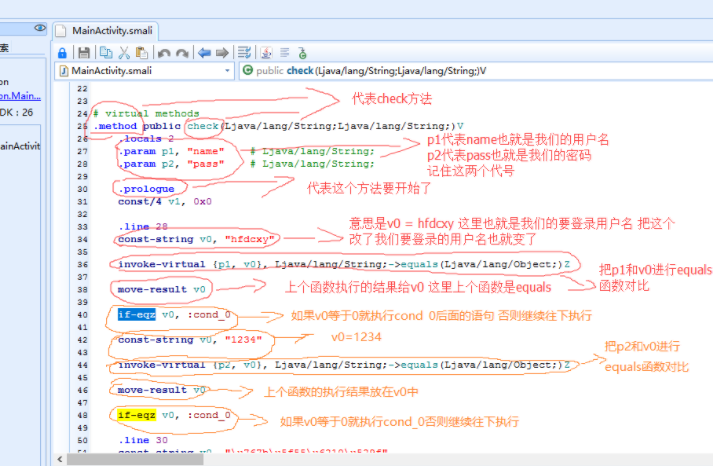 MainActivity.smali
索
MainActivity.smali
public check(Ljava/lang/String;Ljava/lang/String;)V
on
on.Main...
DK : 26
ainActivit
22
23
代表check方法
24 # virtual methods
25 .method public check(Ljava/lang/String;Ljava/lang/String;)V
26 .locals 2
27 .param p1, "name" # Ljava/lang/String;
p1代表name也就是我们的用户名
28 .param p2, "pass" # Ljava/lang/String;
p2代表pass也就是我们的密码
记住这两个代号
29
30 .prologue
代表这个方法要开始了
31 const/4 v1, 0x0
32
33 .line 28
意思是v0 = hfdcxy 这里也就是我们的要登录用户名 把这个
34 const-string v0, "hfdcxy"
改了我们要登录的用户名也就变了
35
36 invoke-virtual {p1, v0}, Ljava/lang/String;->equals(Ljava/lang/Object;)Z
把p1和v0进行equals
函数对比
37
38 move-result v0
上个函数执行的结果给v0 这里上个函数是equals
39
40 if-eqz v0, :cond_0
如果v0等于0就执行cond_0后面的语句 否则继续往下执行
41
42 const-string v0, "1234"
v0=1234
43
44 invoke-virtual {p2, v0}, Ljava/lang/String;->equals(Ljava/lang/Object;)Z
把p2和v0进行
equals函数对比
45
46 move-result v0
上个函数的执行结果放在v0中
47
48 if-eqz v0, :cond_0
如果v0等于0就执行cond_0否则继续往下执行
49
50 .line 30
const-string v0, "\u767b\u5f55\u6210\u529f"